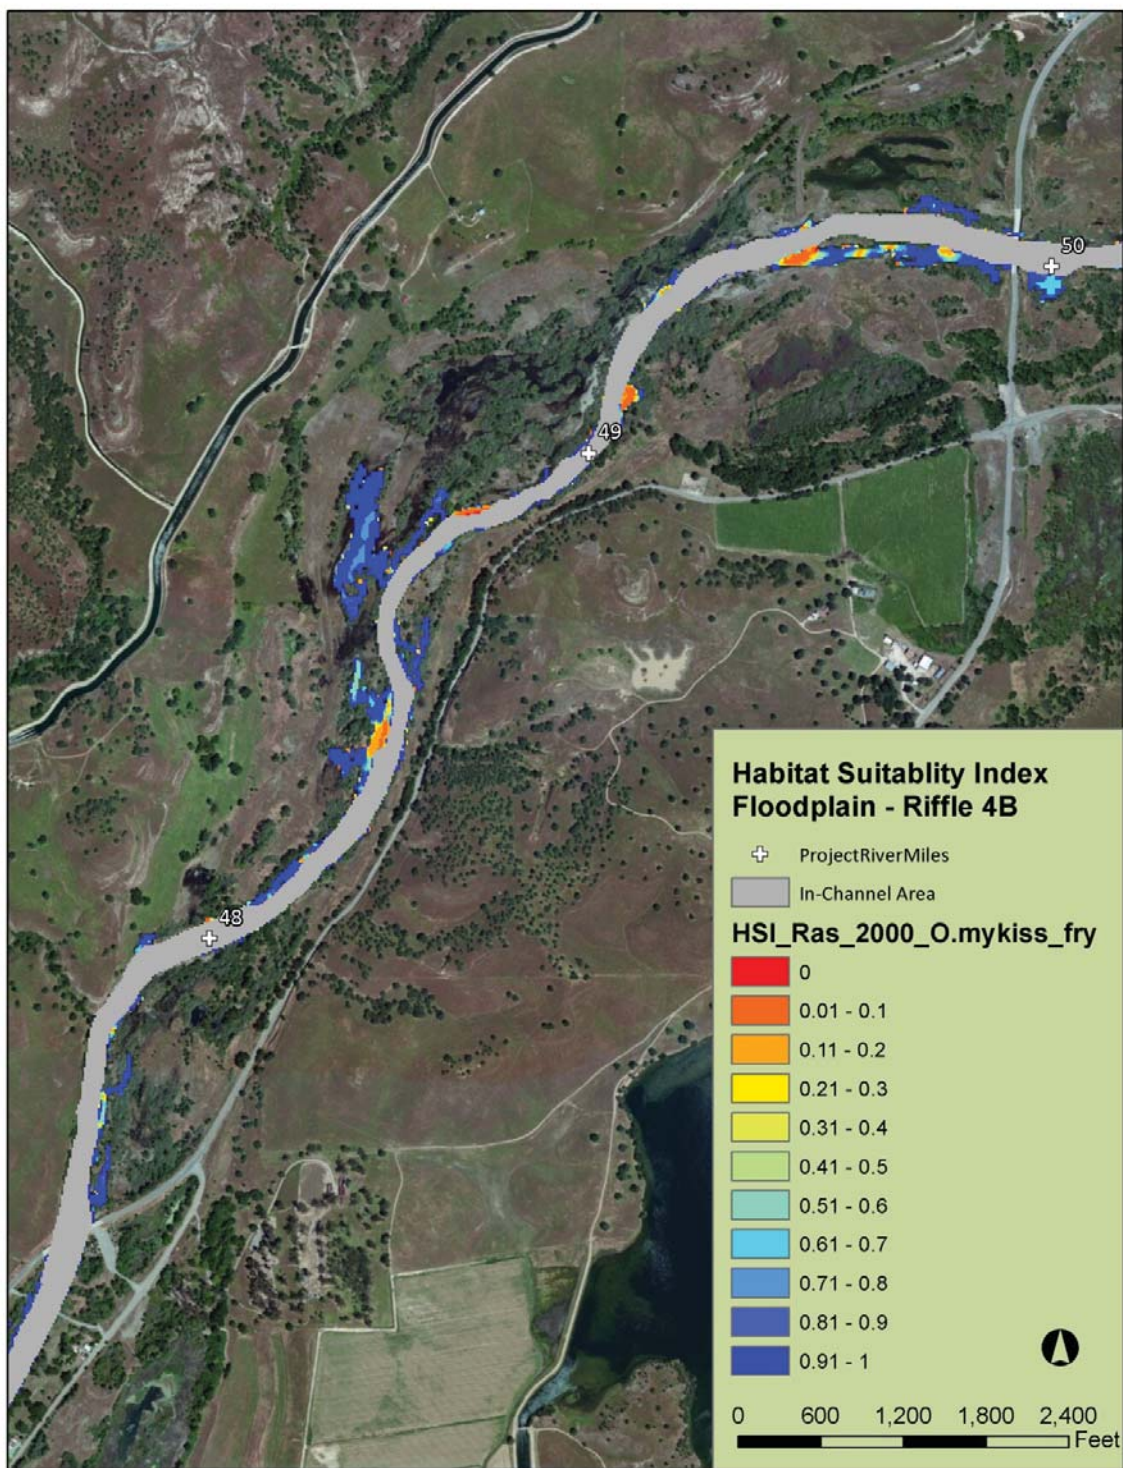 50
49
48
Habitat Suitablity Index
Floodplain - Riffle 4B
ProjectRiverMiles
In-Channel Area
HSI_Ras_2000_O.mykiss_fry
0
0.01 - 0.1
0.11 - 0.2
0.21 - 0.3
0.31 - 0.4
0.41 - 0.5
0.51 - 0.6
0.61 - 0.7
0.71 - 0.8
0.81 - 0.9
0.91 - 1
0 600 1,200 1,800 2,400
Feet